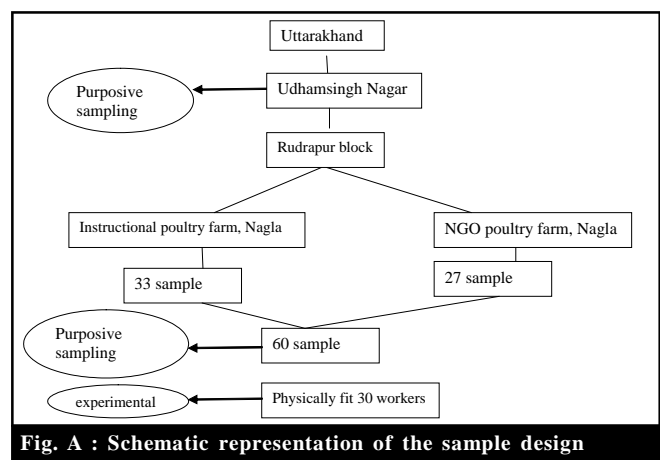 Uttarakhand
Purposive
sampling
Udhamsingh Nagar
Rudrapur block
Instructional poultry farm, Nagla
NGO poultry farm, Nagla
33 sample
27 sample
Purposive
sampling
60 sample
experimental
Physically fit 30 workers
Fig. A : Schematic representation of the sample design